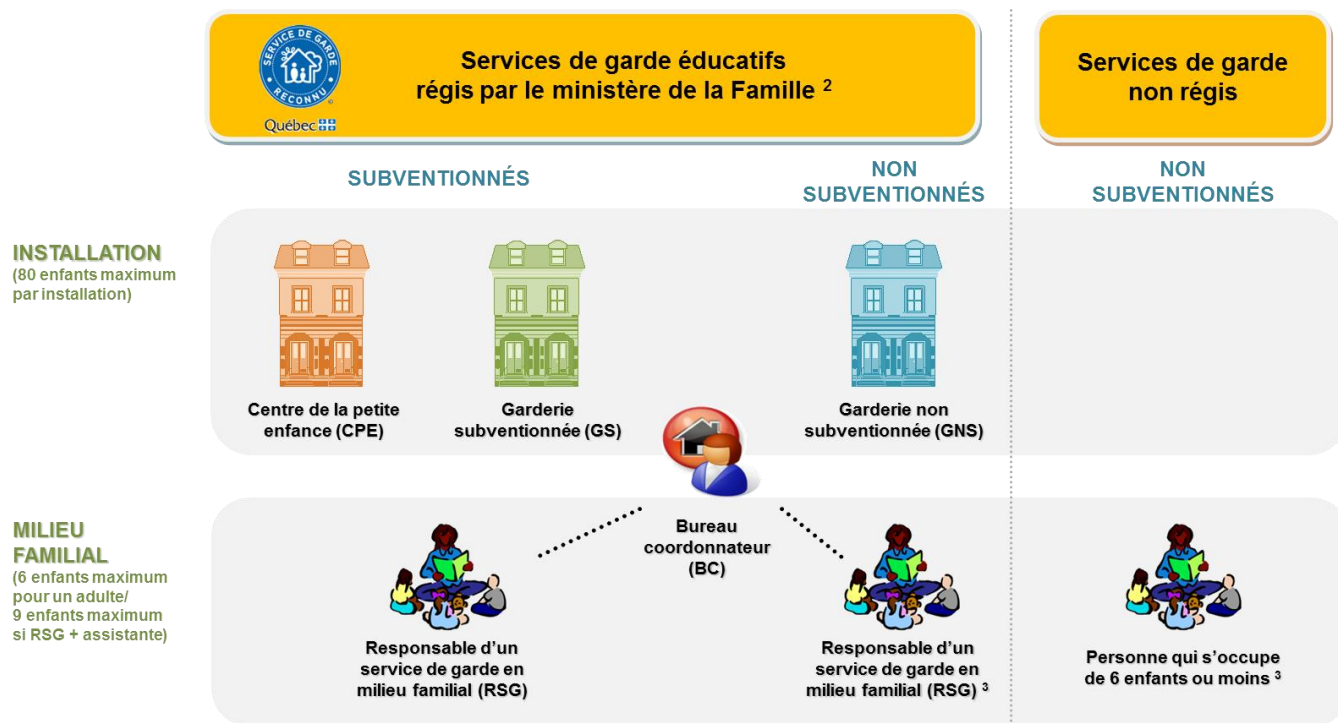 SERVICE DE GARDE
RECONNU
Québec
Services de garde éducatifs
régis par le ministère de la Famille ²
Services de garde
non régis
SUBVENTIONNÉS
NON
SUBVENTIONNÉS
NON
SUBVENTIONNÉS
INSTALLATION
(80 enfants maximum
par installation)
Centre de la petite
enfance (CPE)
Garderie
subventionnée (GS)
Garderie non
subventionnée (GNS)
MILIEU
FAMILIAL
(6 enfants maximum
pour un adulte/
9 enfants maximum
si RSG + assistante)
Bureau
coordonnateur
(BC)
Responsable d’un
service de garde en
milieu familial (RSG)
Responsable d’un
service de garde en
milieu familial (RSG) ³
Personne qui s’occupe
de 6 enfants ou moins ³